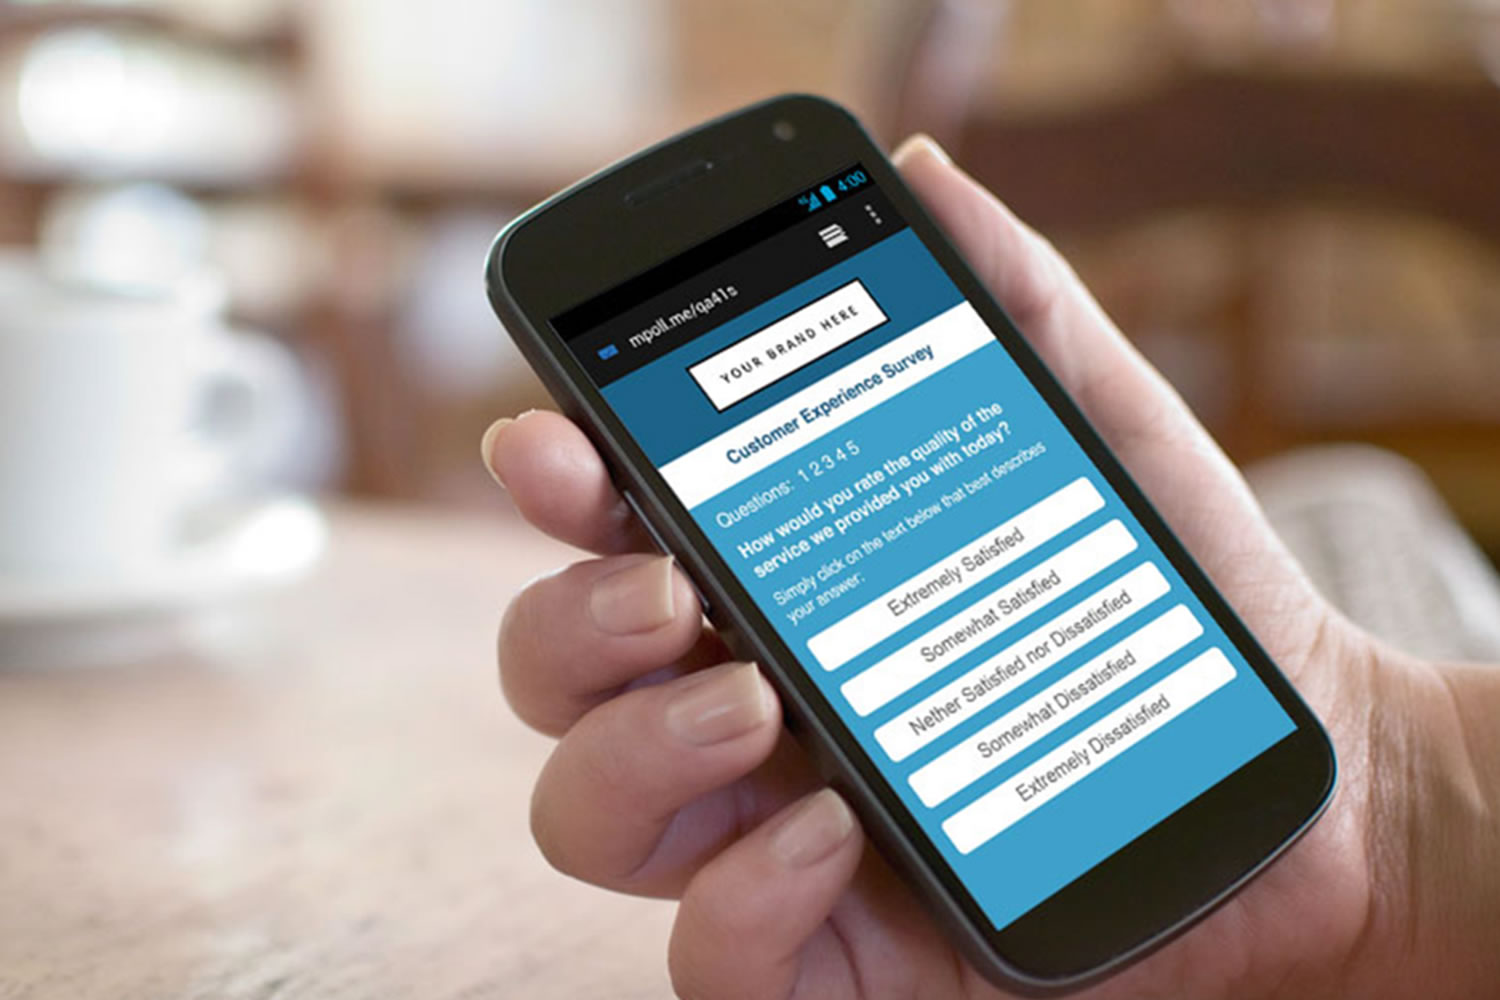 4G 4:00
mpoll.me/qa41s
YOUR BRAND HERE
Customer Experience Survey
Questions: 1 2 3 4 5
How would you rate the quality of the
service we provided you with today?
Simply click on the text below that best describes
your answer:
Extremely Satisfied
Somewhat Satisfied
Nether Satisfied nor Dissatisfied
Somewhat Dissatisfied
Extremely Dissatisfied